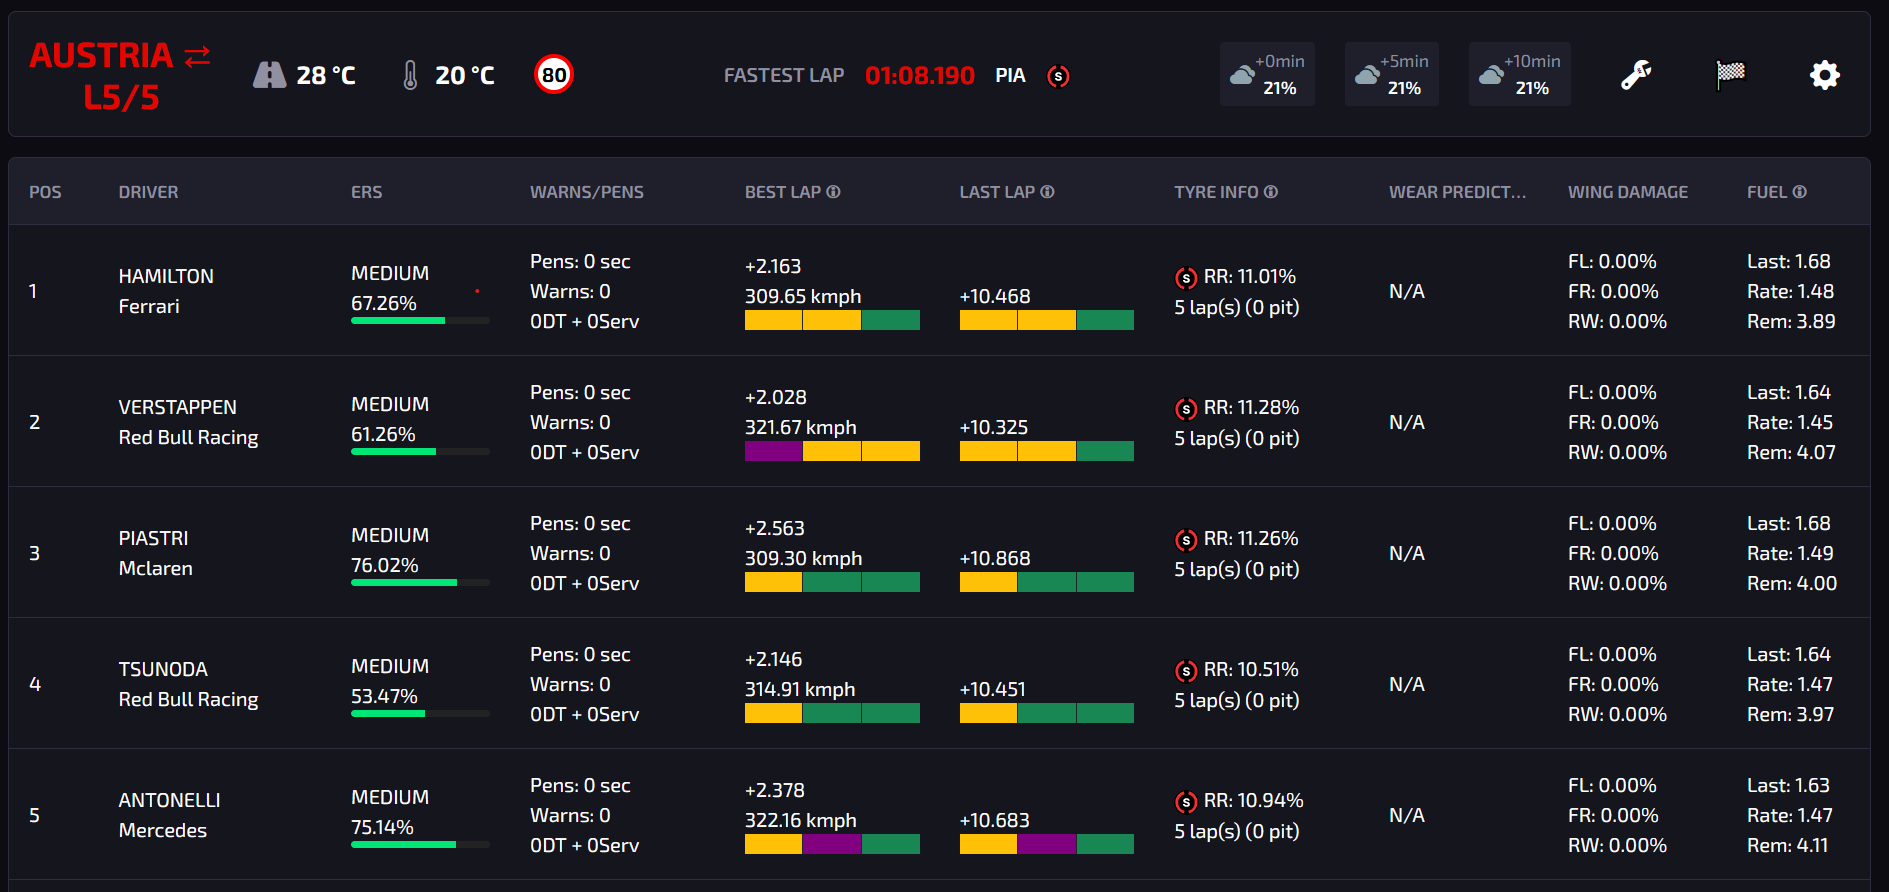 AUSTRIA
L5/5
28 °C
20 °C
80
FASTEST LAP 01:08.190 PIA S
+0min
21%
+5min
21%
+10min
21%
POS DRIVER ERS WARNS/PENS BEST LAP LAST LAP TYRE INFO WEAR PREDICT... WING DAMAGE FUEL
1
HAMILTON
Ferrari
MEDIUM
67.26%
Pens: 0 sec
Warns: 0
0DT + 0Serv
+2.163
309.65 kmph
+10.468
S RR: 11.01%
5 lap(s) (0 pit)
N/A
FL: 0.00%
FR: 0.00%
RW: 0.00%
Last: 1.68
Rate: 1.48
Rem: 3.89
2
VERSTAPPEN
Red Bull Racing
MEDIUM
61.26%
Pens: 0 sec
Warns: 0
0DT + 0Serv
+2.028
321.67 kmph
+10.325
S RR: 11.28%
5 lap(s) (0 pit)
N/A
FL: 0.00%
FR: 0.00%
RW: 0.00%
Last: 1.64
Rate: 1.45
Rem: 4.07
3
PIASTRI
Mclaren
MEDIUM
76.02%
Pens: 0 sec
Warns: 0
0DT + 0Serv
+2.563
309.30 kmph
+10.868
S RR: 11.26%
5 lap(s) (0 pit)
N/A
FL: 0.00%
FR: 0.00%
RW: 0.00%
Last: 1.68
Rate: 1.49
Rem: 4.00
4
TSUNODA
Red Bull Racing
MEDIUM
53.47%
Pens: 0 sec
Warns: 0
0DT + 0Serv
+2.146
314.91 kmph
+10.451
S RR: 10.51%
5 lap(s) (0 pit)
N/A
FL: 0.00%
FR: 0.00%
RW: 0.00%
Last: 1.64
Rate: 1.47
Rem: 3.97
5
ANTONELLI
Mercedes
MEDIUM
75.14%
Pens: 0 sec
Warns: 0
0DT + 0Serv
+2.378
322.16 kmph
+10.683
S RR: 10.94%
5 lap(s) (0 pit)
N/A
FL: 0.00%
FR: 0.00%
RW: 0.00%
Last: 1.63
Rate: 1.47
Rem: 4.11